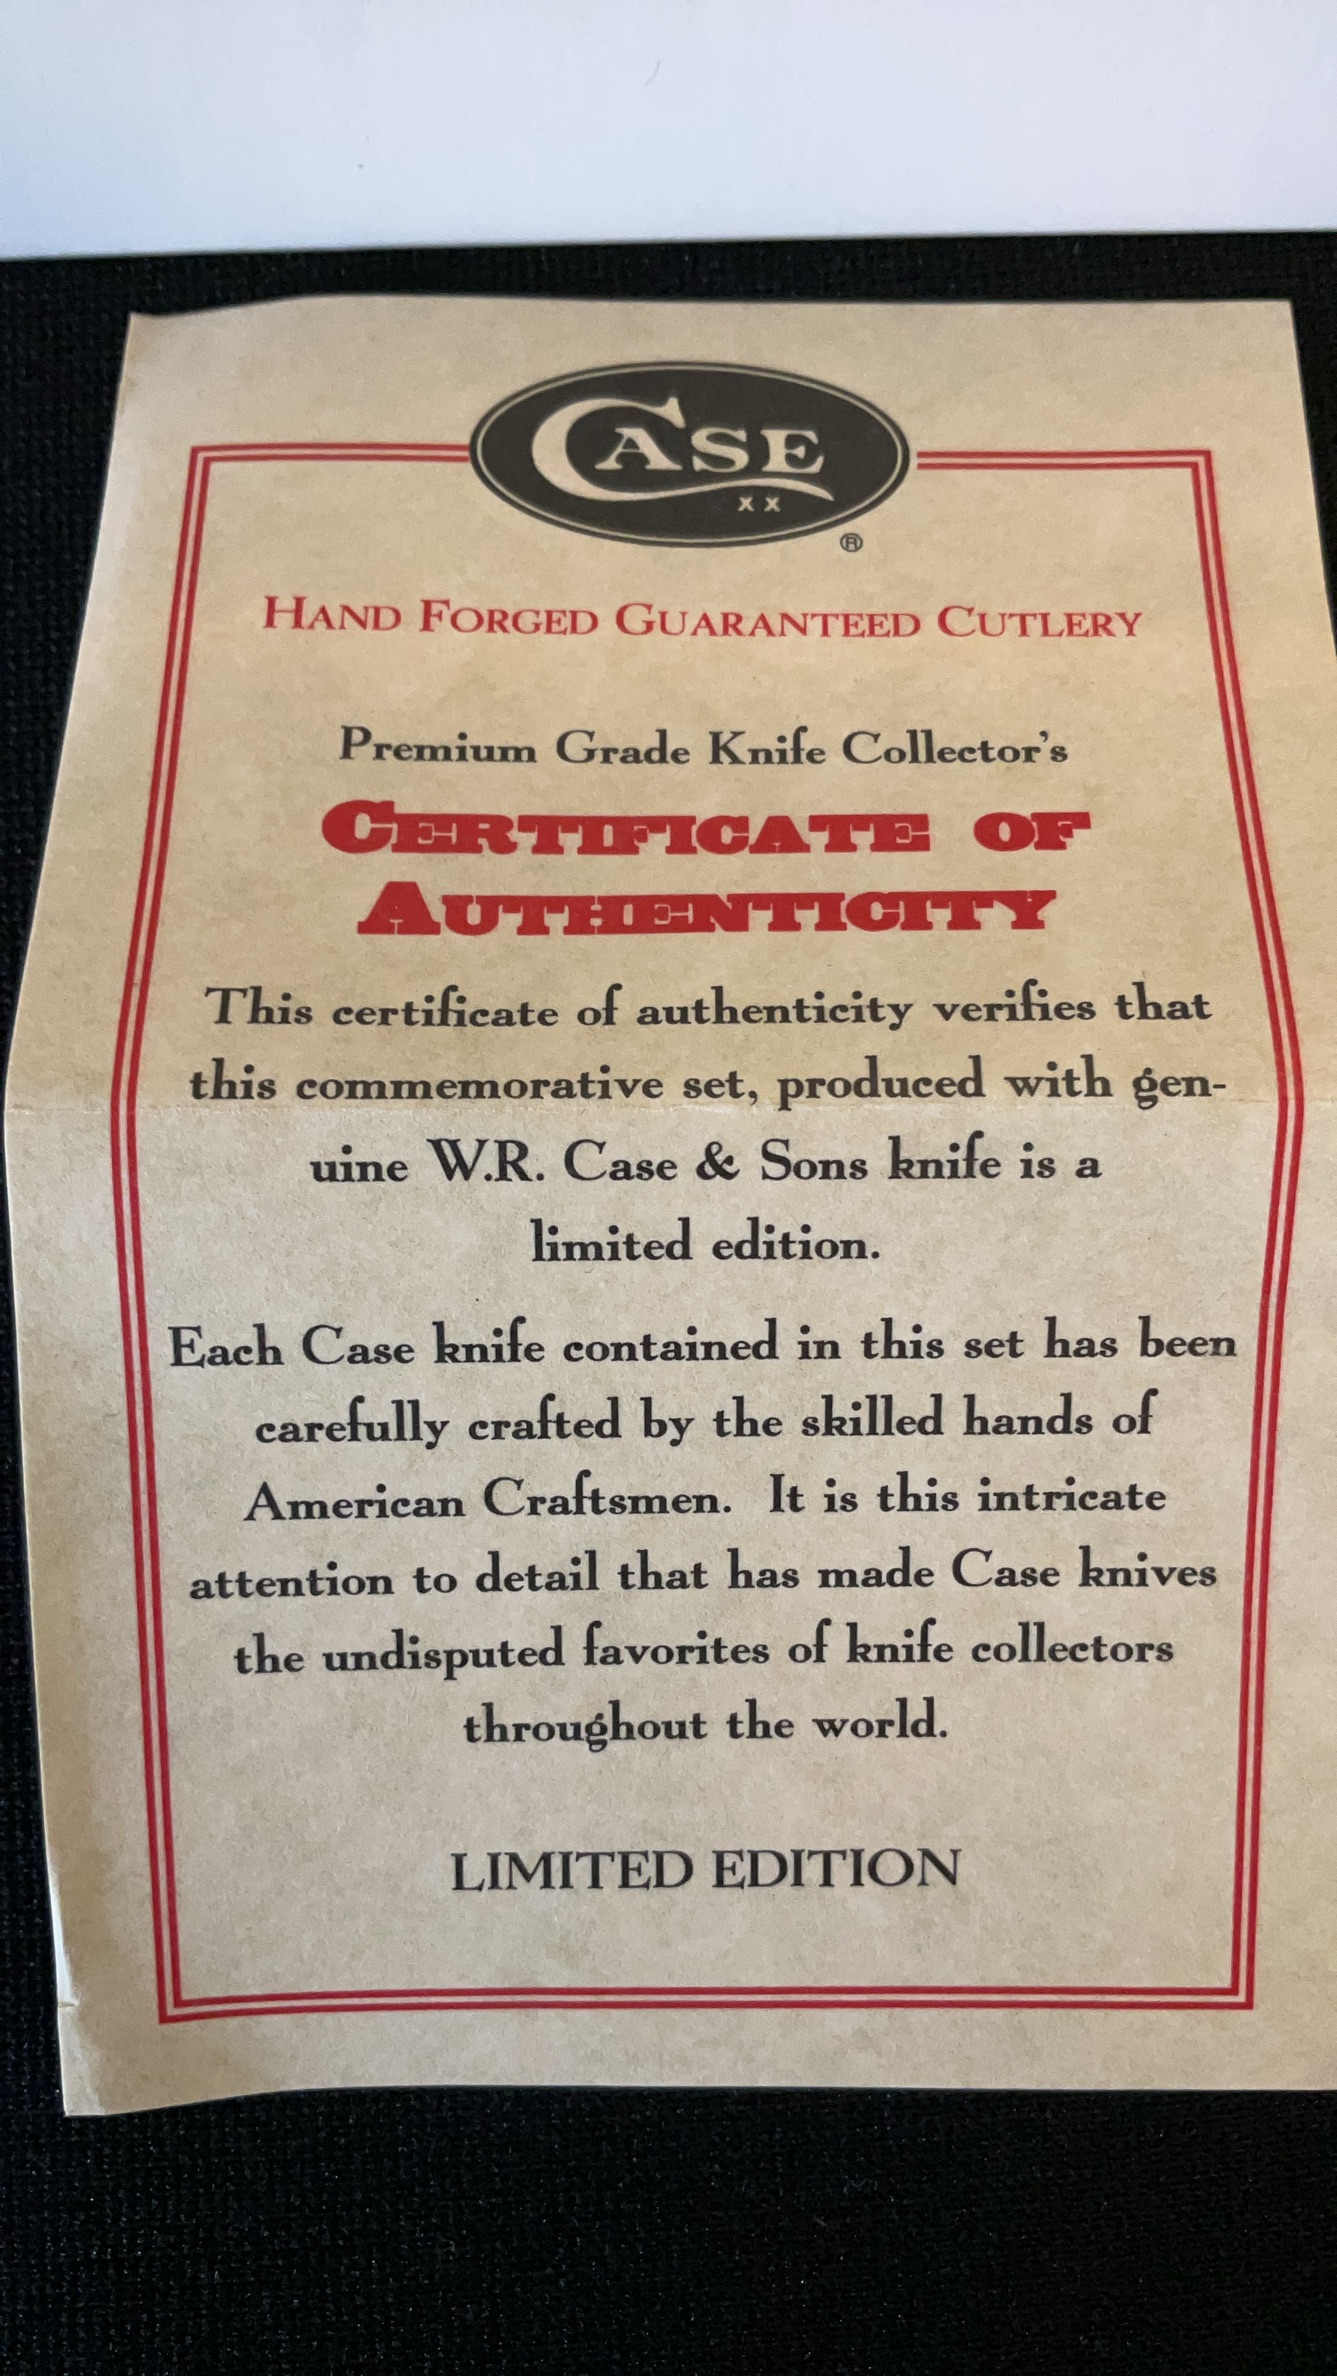 CASE
XX
®
HAND FORGED GUARANTEED CUTLERY
Premium Grade Knife Collector's
CERTIFICATE OF
AUTHENTICITY
This certificate of authenticity verifies that
this commemorative set, produced with gen-
uine W.R. Case & Sons knife is a
limited edition.
Each Case knife contained in this set has been
carefully crafted by the skilled hands of
American Craftsmen. It is this intricate
attention to detail that has made Case knives
the undisputed favorites of knife collectors
throughout the world.
LIMITED EDITION